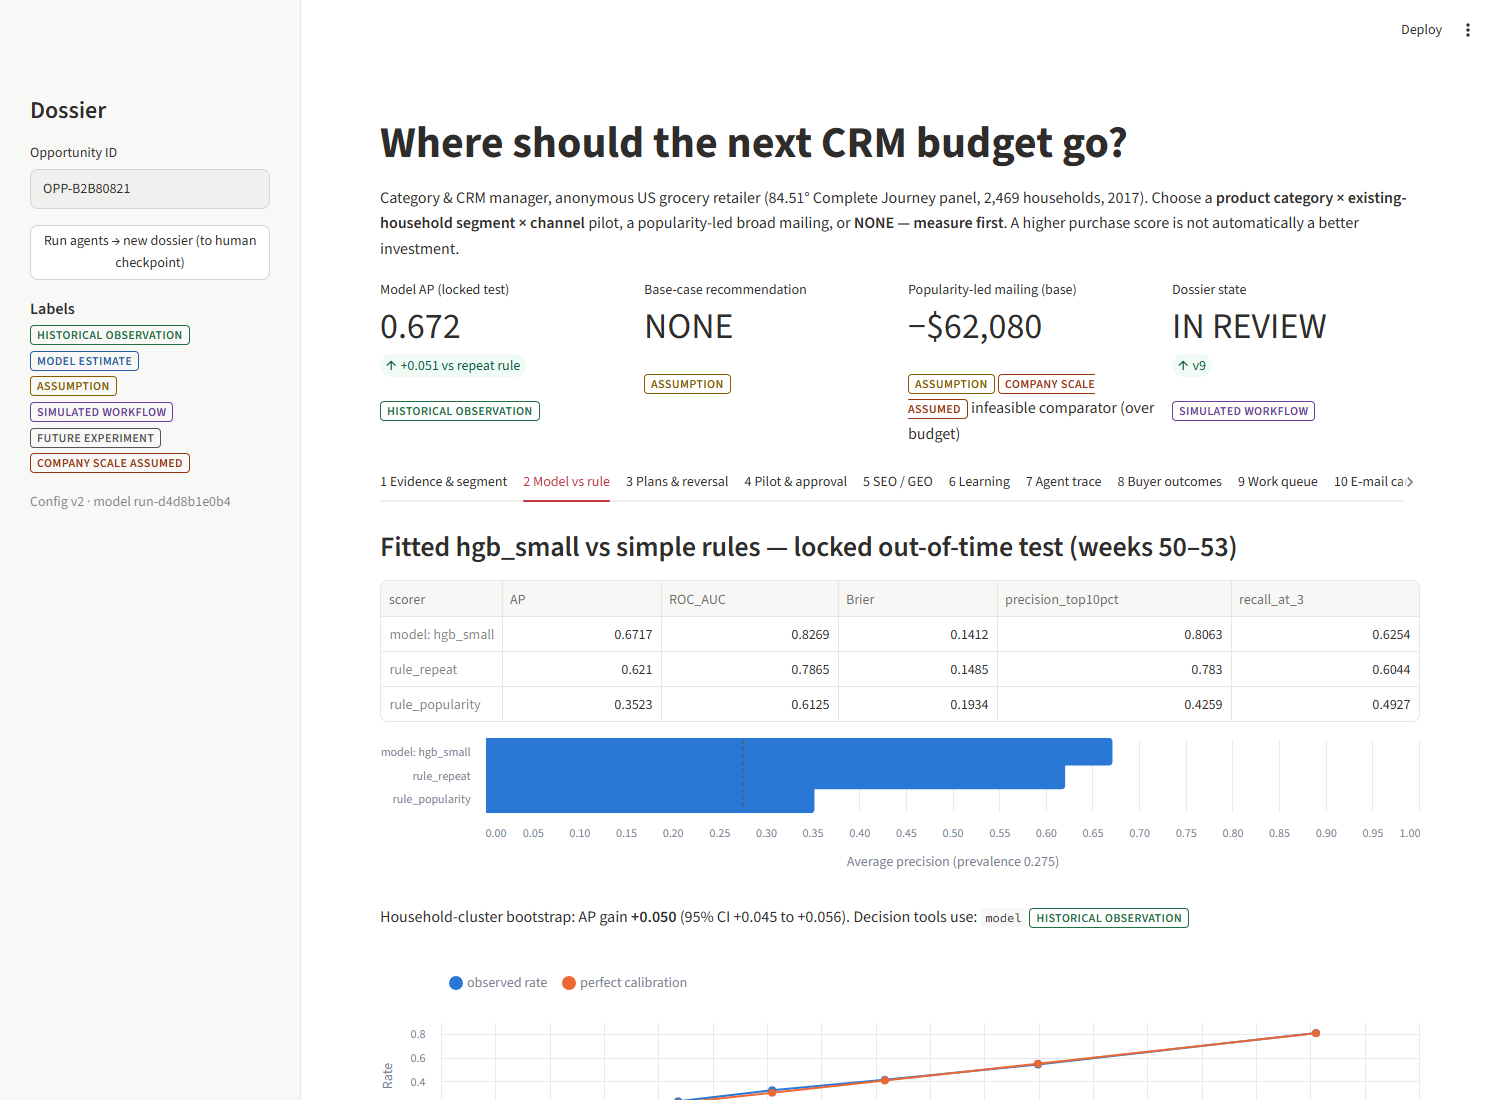 Deploy
Dossier
Opportunity ID
OPP-B2B80821
Run agents → new dossier (to human
checkpoint)
Labels
HISTORICAL OBSERVATION
MODEL ESTIMATE
ASSUMPTION
SIMULATED WORKFLOW
FUTURE EXPERIMENT
COMPANY SCALE ASSUMED
Config v2 · model run-d4d8b1e0b4
Where should the next CRM budget go?
Category & CRM manager, anonymous US grocery retailer (84.51° Complete Journey panel, 2,469 households, 2017). Choose a product category × existing-
household segment × channel pilot, a popularity-led broad mailing, or NONE — measure first. A higher purchase score is not automatically a better
investment.
Model AP (locked test)
0.672
↑ +0.051 vs repeat rule
HISTORICAL OBSERVATION
Base-case recommendation
NONE
ASSUMPTION
Popularity-led mailing (base)
−$62,080
ASSUMPTION COMPANY SCALE
ASSUMED infeasible comparator (over
budget)
Dossier state
IN REVIEW
↑ v9
SIMULATED WORKFLOW
1 Evidence & segment 2 Model vs rule 3 Plans & reversal 4 Pilot & approval 5 SEO / GEO 6 Learning 7 Agent trace 8 Buyer outcomes 9 Work queue 10 E-mail ca
Fitted hgb_small vs simple rules — locked out-of-time test (weeks 50–53)
scorer AP ROC_AUC Brier precision_top10pct recall_at_3
model: hgb_small 0.6717 0.8269 0.1412 0.8063 0.6254
rule_repeat 0.621 0.7865 0.1485 0.783 0.6044
rule_popularity 0.3523 0.6125 0.1934 0.4259 0.4927
model: hgb_small
rule_repeat
rule_popularity
0.00 0.05 0.10 0.15 0.20 0.25 0.30 0.35 0.40 0.45 0.50 0.55 0.60 0.65 0.70 0.75 0.80 0.85 0.90 0.95 1.00
Average precision (prevalence 0.275)
Household-cluster bootstrap: AP gain +0.050 (95% CI +0.045 to +0.056). Decision tools use: model HISTORICAL OBSERVATION
observed rate perfect calibration
0.8
0.6
0.4
Rate